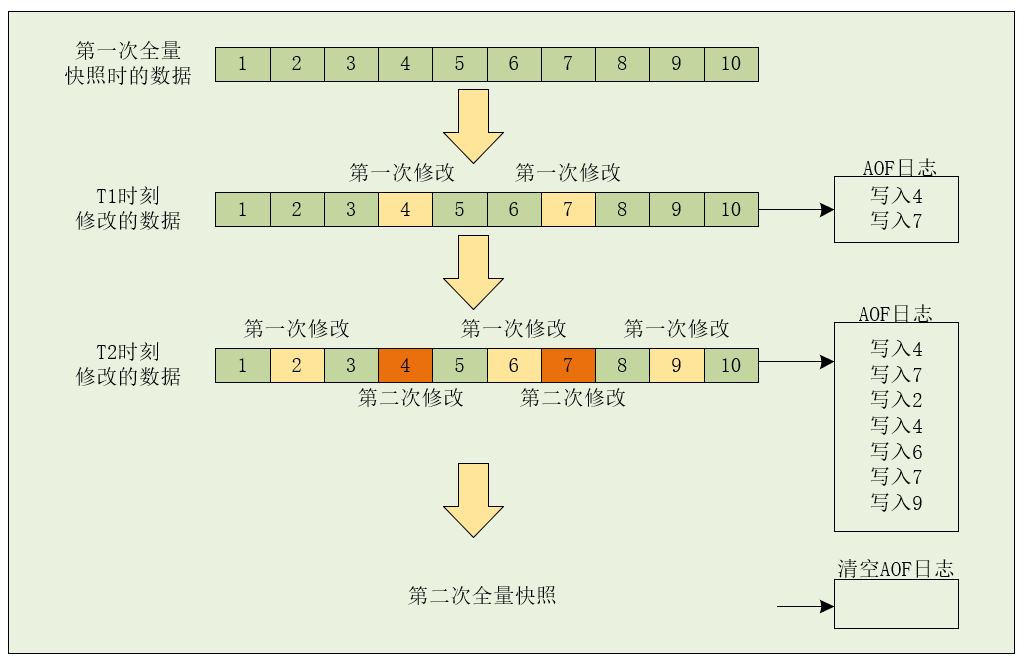 第一次全量
快照时的数据
1 2 3 4 5 6 7 8 9 10
第一次修改 第一次修改
T1时刻
修改的数据
1 2 3 4 5 6 7 8 9 10
AOF日志
写入4
写入7
第一次修改 第一次修改 第一次修改
T2时刻
修改的数据
1 2 3 4 5 6 7 8 9 10
第二次修改 第二次修改
AOF日志
写入4
写入7
写入2
写入4
写入6
写入7
写入9
第二次全量快照
清空AOF日志